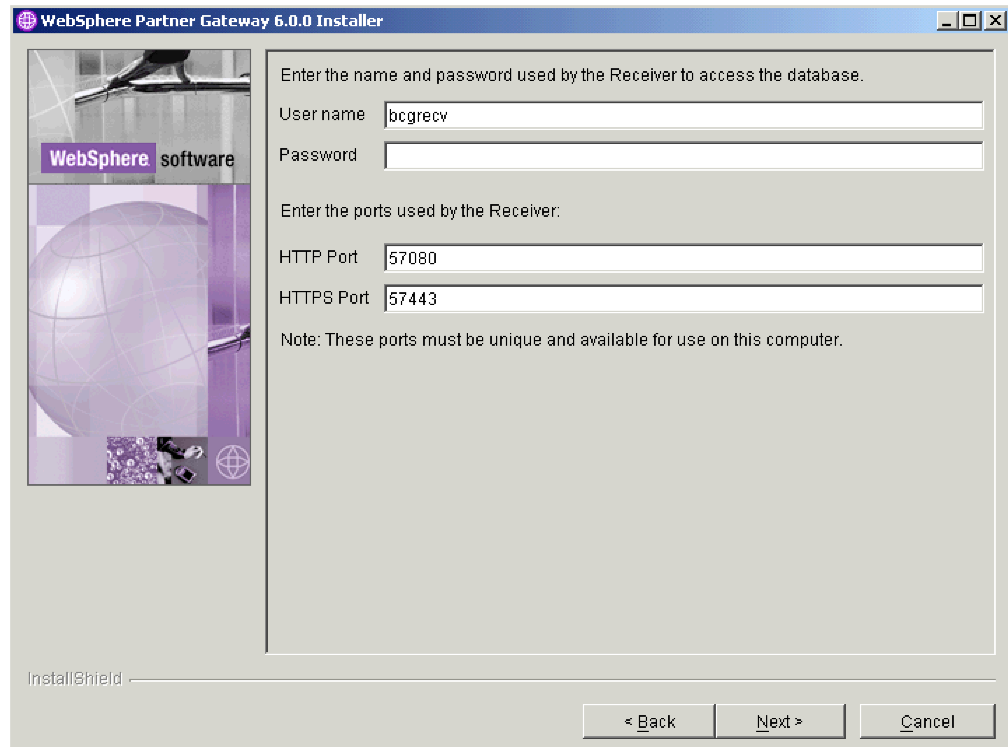 WebSphere Partner Gateway 6.0.0 Installer
WebSphere software
Enter the name and password used by the Receiver to access the database.
User name bcgrecv
Password
Enter the ports used by the Receiver:
HTTP Port 57080
HTTPS Port 57443
Note: These ports must be unique and available for use on this computer.
InstallShield
< Back Next > Cancel